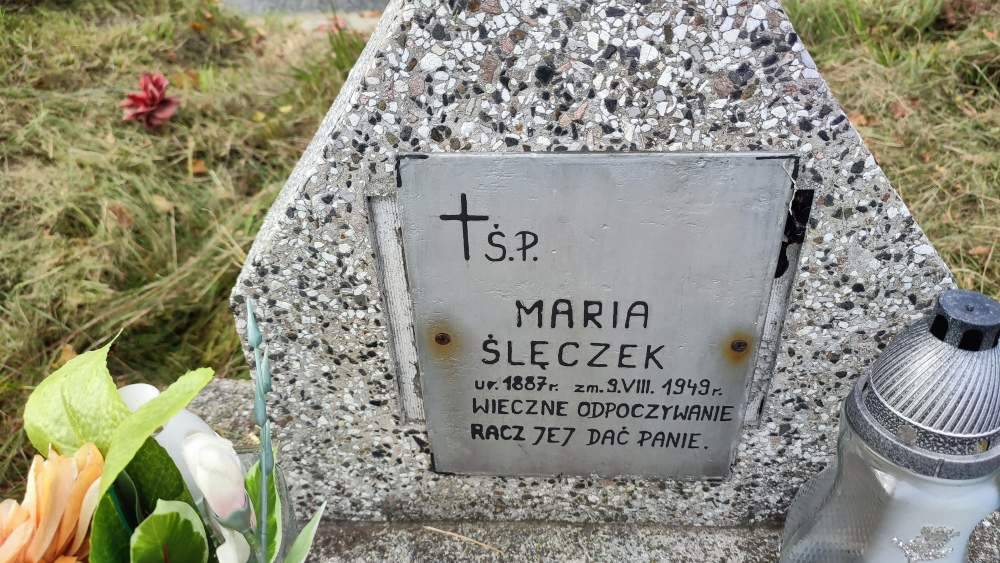 Ś.P.
MARIA
ŚLĘCZEK
ur. 1887r. zm. 9.VIII. 1949r.
WIECZNE ODPOCZYWANIE
RACZ JEJ DAĆ PANIE.